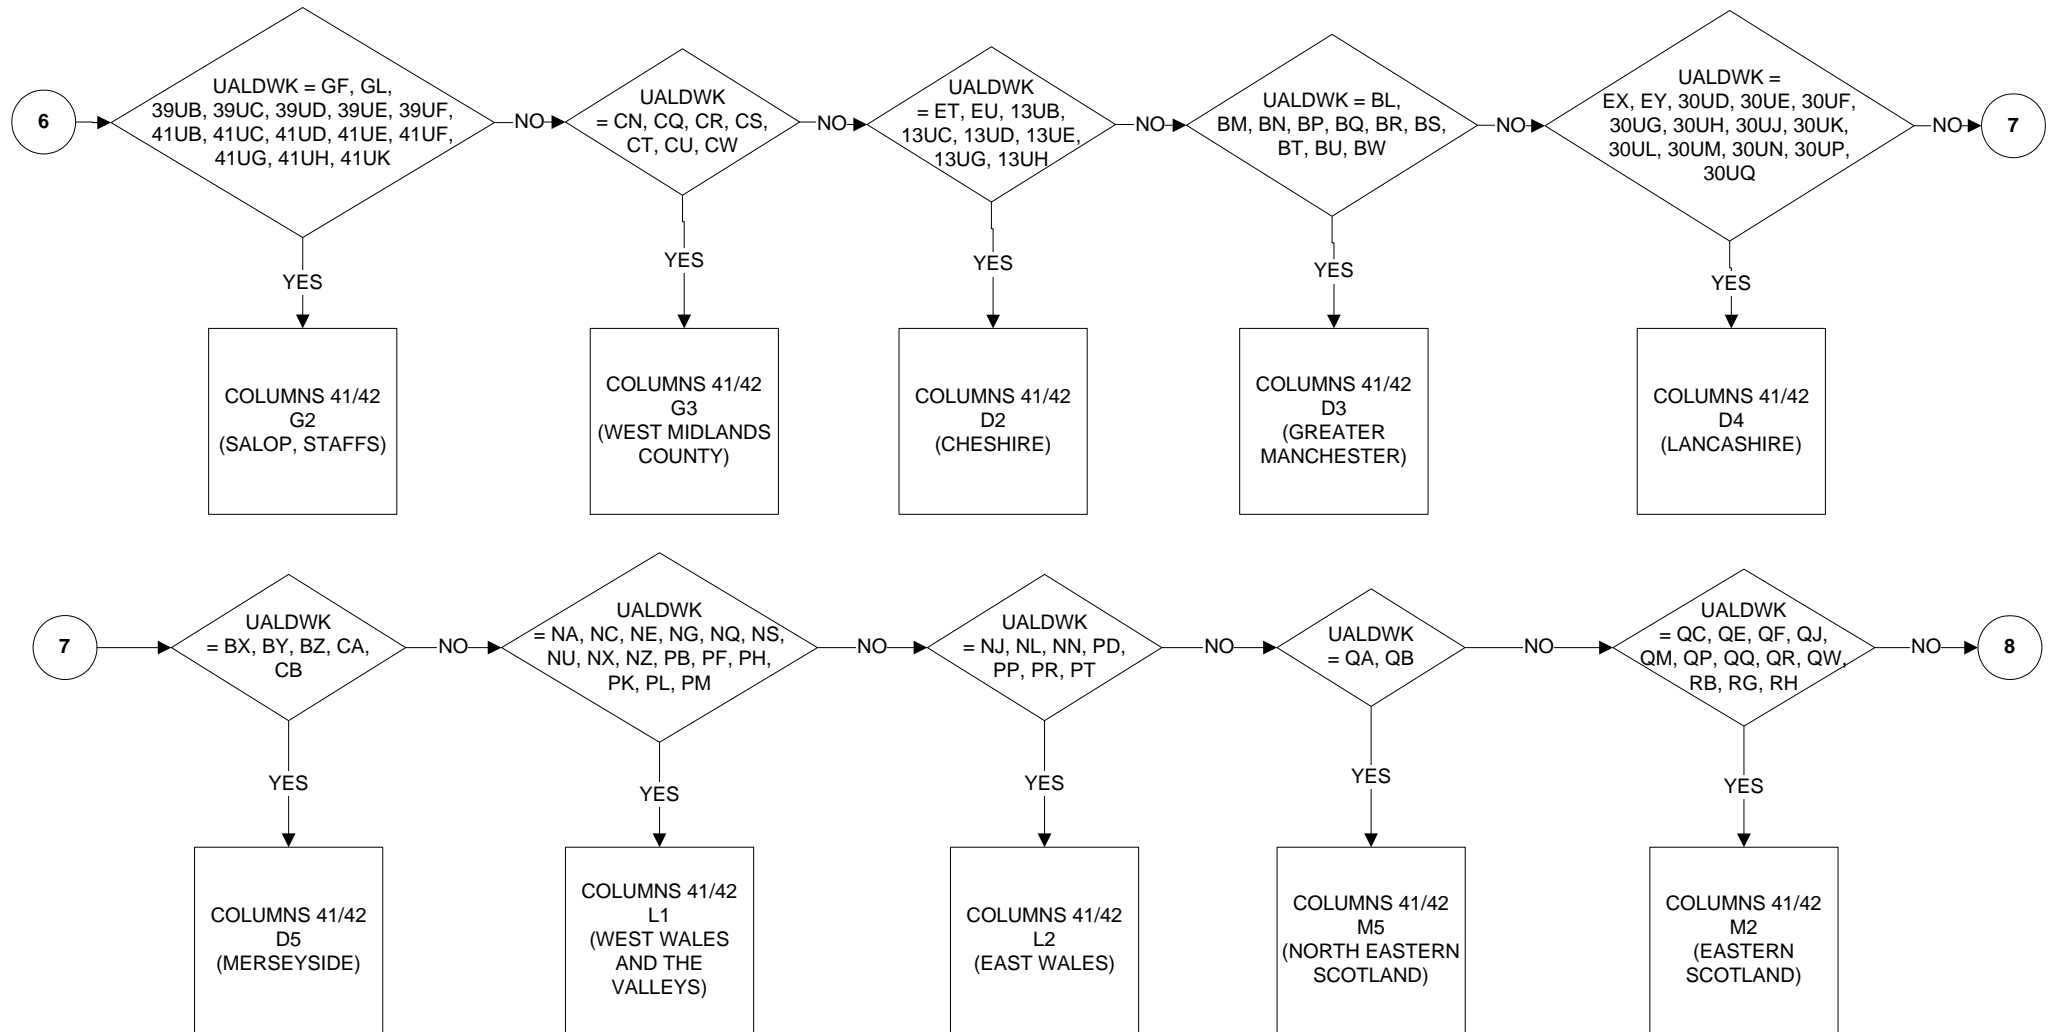 6
UALDWK = GF, GL,
39UB, 39UC, 39UD, 39UE, 39UF,
41UB, 41UC, 41UD, 41UE, 41UF,
41UG, 41UH, 41UK
NO
UALDWK
= CN, CQ, CR, CS,
CT, CU, CW
NO
UALDWK
= ET, EU, 13UB,
13UC, 13UD, 13UE,
13UG, 13UH
NO
UALDWK = BL,
BM, BN, BP, BQ, BR, BS,
BT, BU, BW
NO
UALDWK =
EX, EY, 30UD, 30UE, 30UF,
30UG, 30UH, 30UJ, 30UK,
30UL, 30UM, 30UN, 30UP,
30UQ
NO
7
YES
YES
YES
YES
YES
COLUMNS 41/42
G2
(SALOP, STAFFS)
COLUMNS 41/42
G3
(WEST MIDLANDS
COUNTY)
COLUMNS 41/42
D2
(CHESHIRE)
COLUMNS 41/42
D3
(GREATER
MANCHESTER)
COLUMNS 41/42
D4
(LANCASHIRE)
7
UALDWK
= BX, BY, BZ, CA,
CB
NO
UALDWK
= NA, NC, NE, NG, NQ, NS,
NU, NX, NZ, PB, PF, PH,
PK, PL, PM
NO
UALDWK
= NJ, NL, NN, PD,
PP, PR, PT
NO
UALDWK
= QA, QB
NO
UALDWK
= QC, QE, QF, QJ,
QM, QP, QQ, QR, QW,
RB, RG, RH
NO
8
YES
YES
YES
YES
YES
COLUMNS 41/42
D5
(MERSEYSIDE)
COLUMNS 41/42
L1
(WEST WALES
AND THE
VALLEYS)
COLUMNS 41/42
L2
(EAST WALES)
COLUMNS 41/42
M5
(NORTH EASTERN
SCOTLAND)
COLUMNS 41/42
M2
(EASTERN
SCOTLAND)